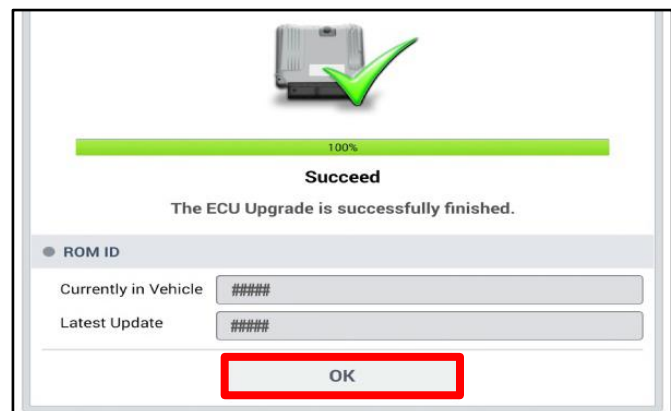 100%
Succeed
The ECU Upgrade is successfully finished.
ROM ID
Currently in Vehicle #####
Latest Update #####
OK